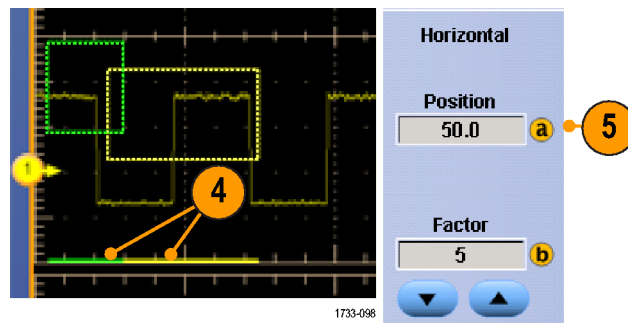 1
4
1733-098
Horizontal
Position
50.0 a
5
Factor
5 b